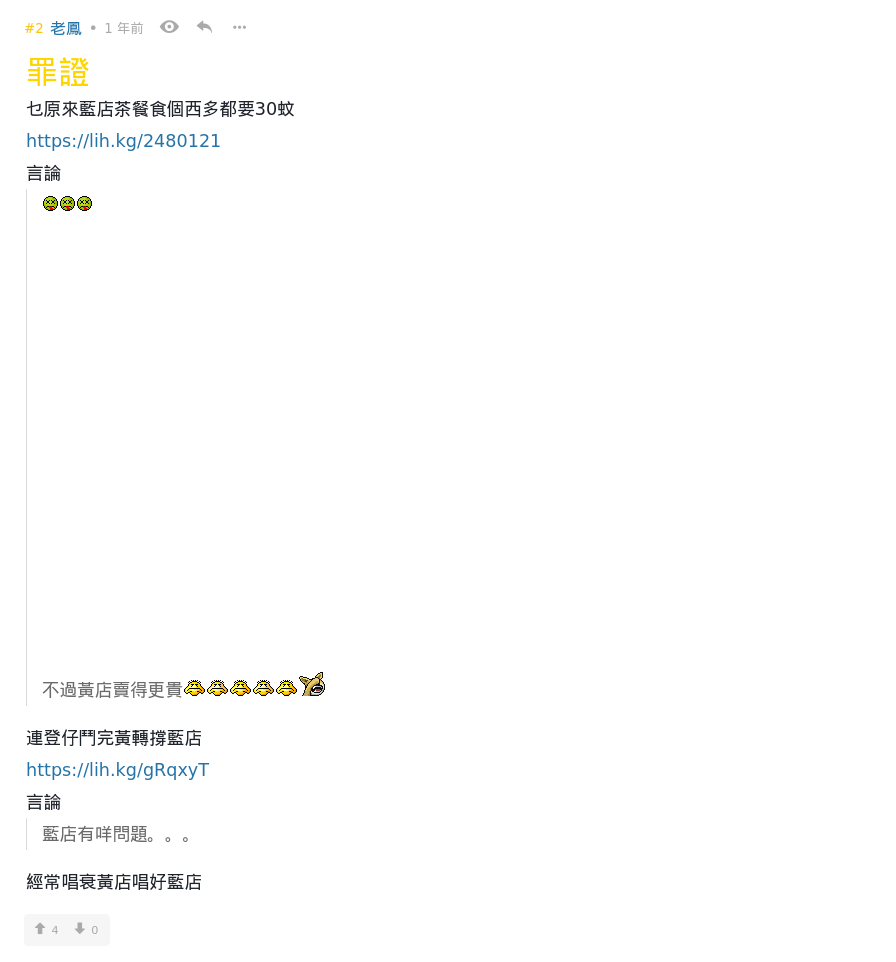 #2 老鳳 • 1 年前
罪證
乜原來藍店茶餐食個西多都要30蚊
https://lih.kg/2480121
言論
不過黃店賣得更貴
連登仔鬥完黃轉撐藍店
https://lih.kg/gRqxyT
言論
藍店有咩問題。。。
經常唱衰黃店唱好藍店
4 0